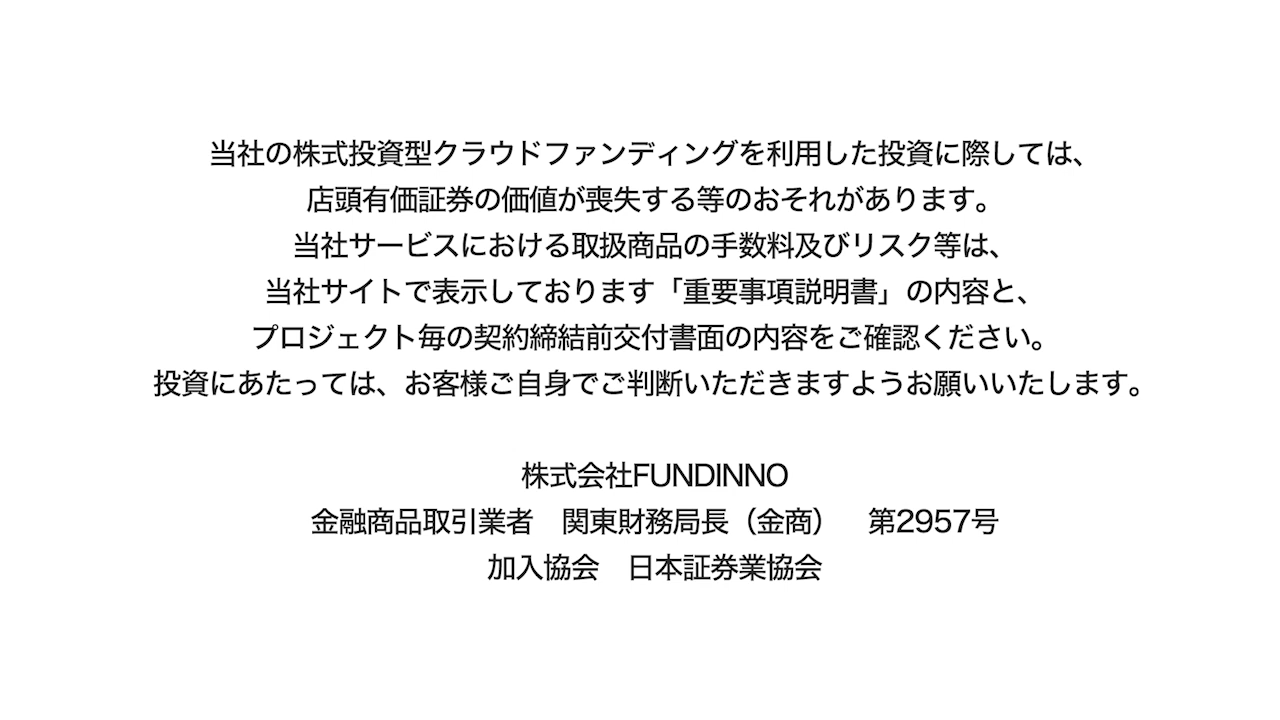 当社の株式投資型クラウドファンディングを利用した投資に際しては、
店頭有価証券の価値が喪失する等のおそれがあります。
当社サービスにおける取扱商品の手数料及びリスク等は、
当社サイトで表示しております「重要事項説明書」の内容と、
プロジェクト毎の契約締結前交付書面の内容をご確認ください。
投資にあたっては、お客様ご自身でご判断いただきますようお願いいたします。
株式会社FUNDINNO
金融商品取引業者　関東財務局長（金商）　第2957号
加入協会　日本証券業協会